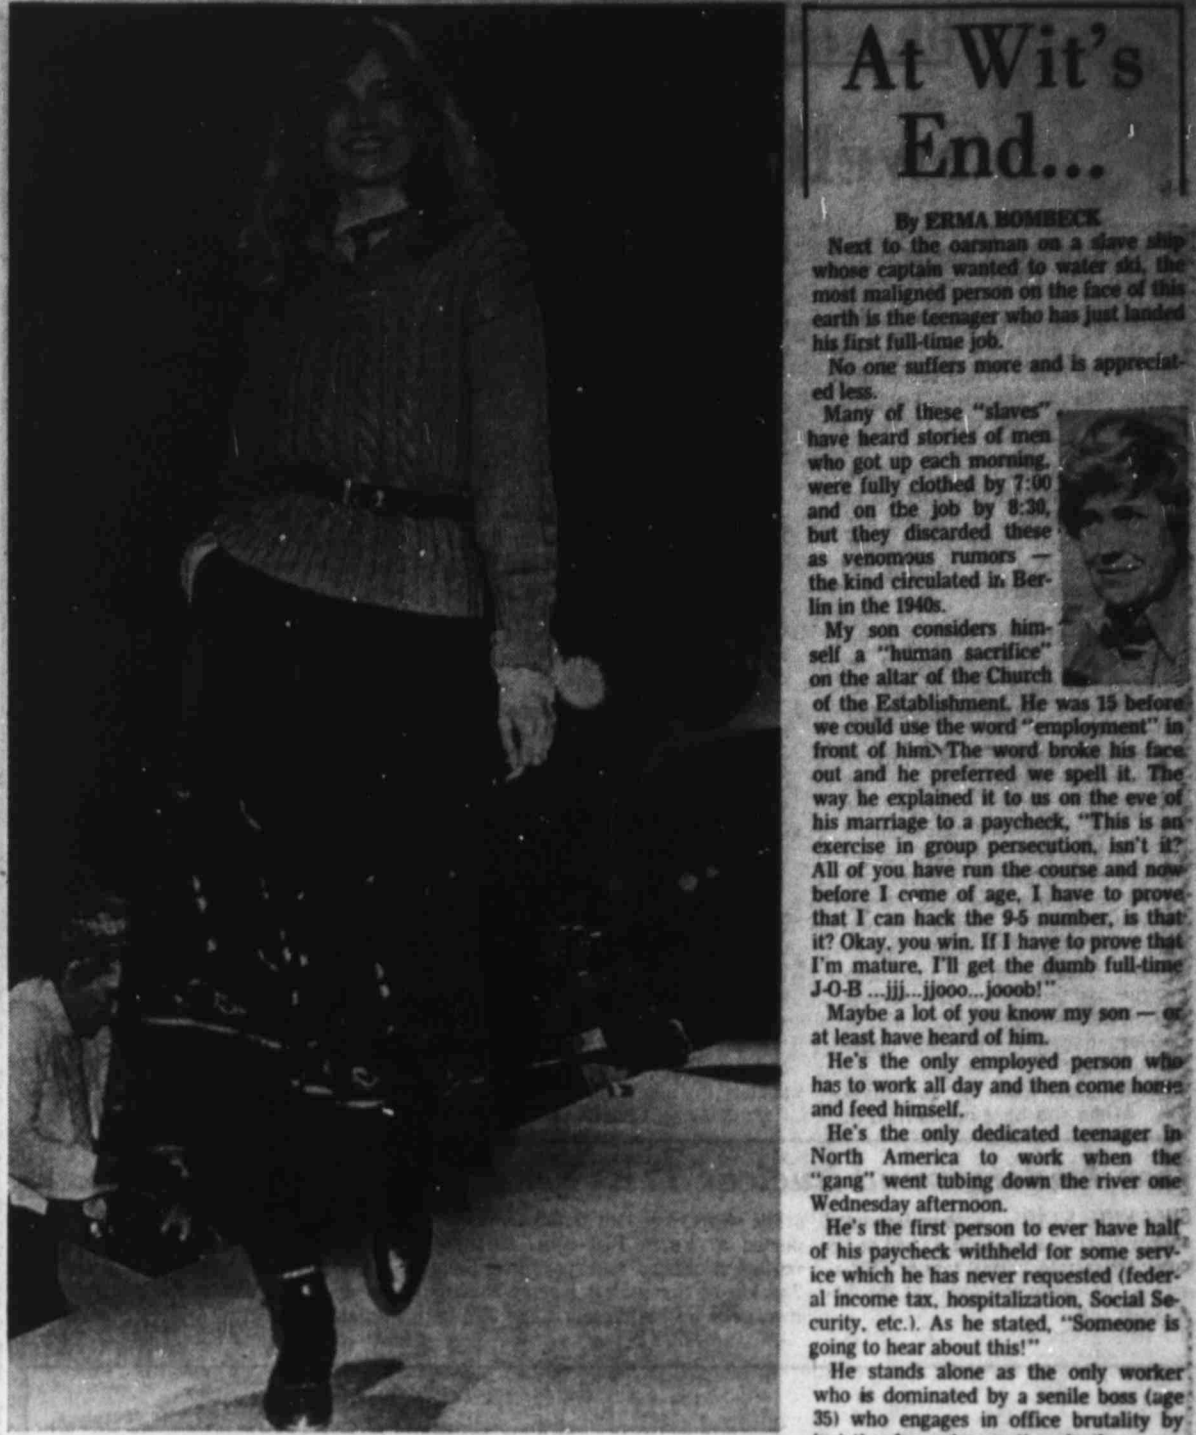 At Wit's
End...
By ERMA BOMBECK
Next to the oarsman on a slave ship
whose captain wanted to water ski, the
most maligned person on the face of this
earth is the teenager who has just landed
his first full-time job.
No one suffers more and is appreciat-
ed less.
Many of these "slaves"
have heard stories of men
who got up each morning,
were fully clothed by 7:00
and on the job by 8:30,
but they discarded these
as venomous rumors —
the kind circulated in Ber-
lin in the 1940s.
My son considers him-
self a "human sacrifice"
on the altar of the Church
of the Establishment. He was 15 before
we could use the word "employment" in
front of him. The word broke his face
out and he preferred we spell it. The
way he explained it to us on the eve of
his marriage to a paycheck, "This is an
exercise in group persecution, isn't it?
All of you have run the course and now
before I come of age, I have to prove
that I can hack the 9-5 number, is that
it? Okay, you win. If I have to prove that
I'm mature, I'll get the dumb full-time
J-O-B ...jjj...jjooo...jooob!"
Maybe a lot of you know my son — or
at least have heard of him.
He's the only employed person who
has to work all day and then come home
and feed himself.
He's the only dedicated teenager in
North America to work when the
"gang" went tubing down the river one
Wednesday afternoon.
He's the first person to ever have half
of his paycheck withheld for some serv-
ice which he has never requested (feder-
al income tax, hospitalization, Social Se-
curity, etc.). As he stated, "Someone is
going to hear about this!"
He stands alone as the only worker
who is dominated by a senile boss (age
35) who engages in office brutality by